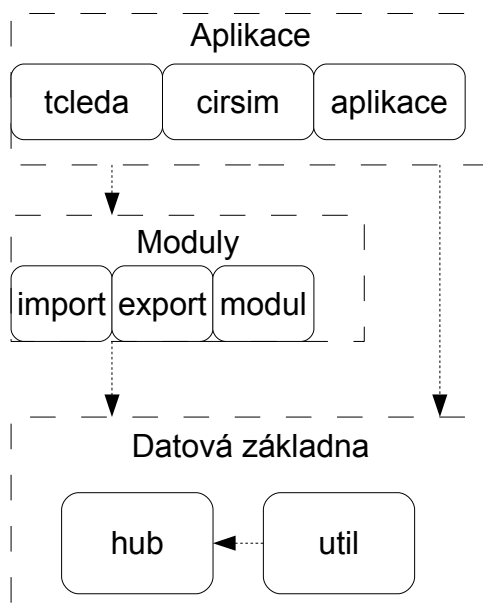 Aplikace
tcleda cirsim aplikace
Moduly
import export modul
Datová základna
hub util